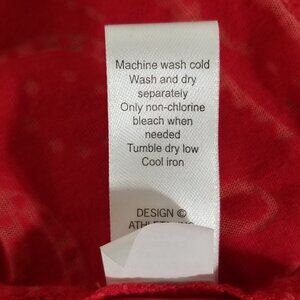 Machine wash cold
Wash and dry
separately
Only non-chlorine
bleach when
needed
Tumble dry low
Cool iron
DESIGN ©